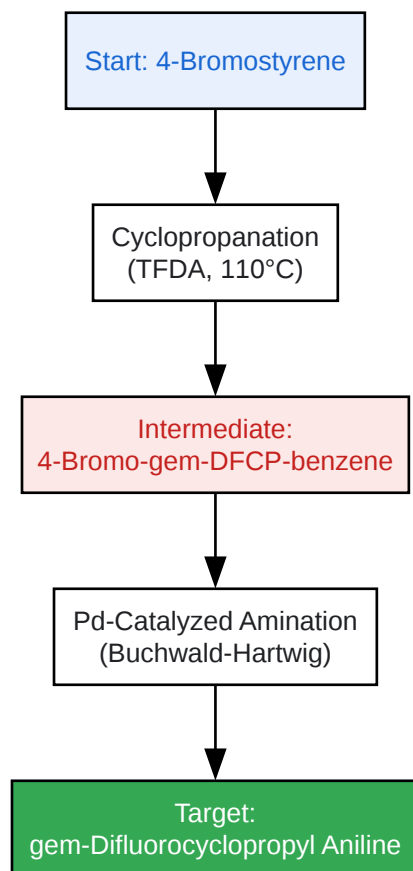 Start: 4-Bromostyrene
Cyclopropanation
(TFDA, 110°C)
Intermediate:
4-Bromo-gem-DFCP-benzene
Pd-Catalyzed Amination
(Buchwald-Hartwig)
Target:
gem-Difluorocyclopropyl Aniline